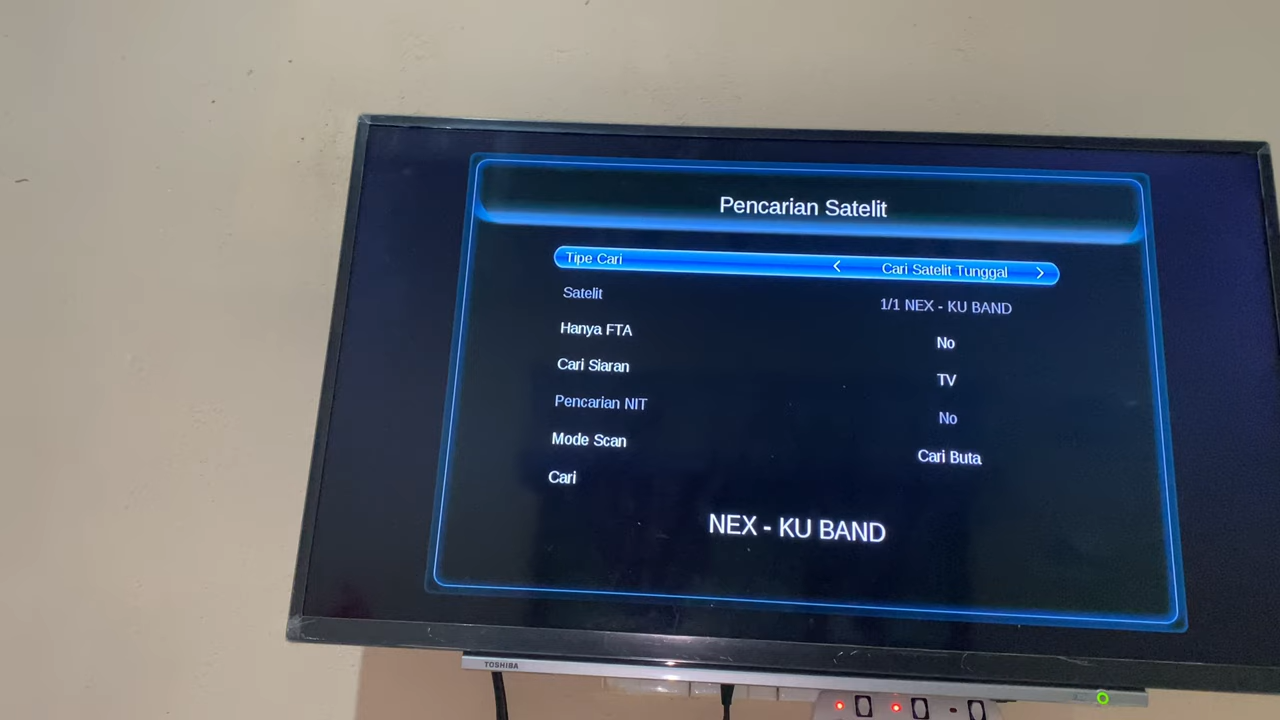 Pencarian Satelit
Tipe Cari < Cari Satelit Tunggal >
Satelit 1/1 NEX - KU BAND
Hanya FTA No
Cari Siaran TV
Pencarian NIT No
Mode Scan Cari Buta
Cari
NEX - KU BAND
TOSHIBA